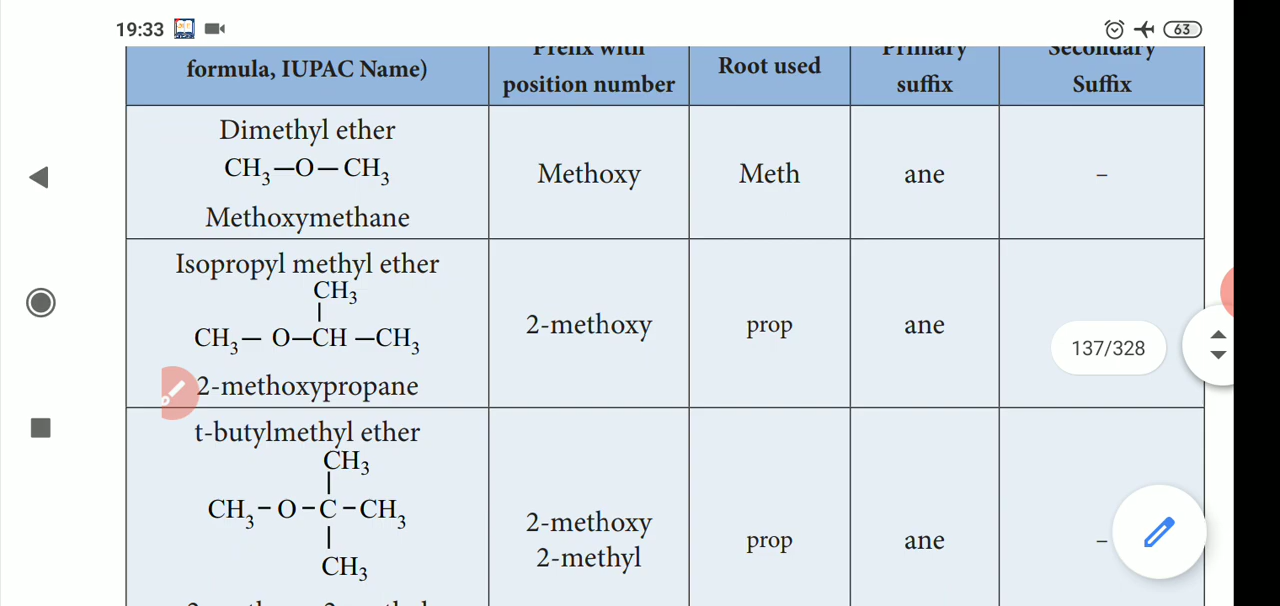 19:33
63
Prefix with
Primary
Secondary
formula, IUPAC Name)
position number
Root used
suffix
Suffix
Dimethyl ether
CH₃—O—CH₃
Methoxymethane
Methoxy
Meth
ane
–
Isopropyl methyl ether
CH₃
|
CH₃— O—CH —CH₃
2-methoxypropane
2-methoxy
prop
ane
137/328
t-butylmethyl ether
CH₃
|
CH₃-O-C-CH₃
|
CH₃
2-methoxy
2-methyl
prop
ane
–